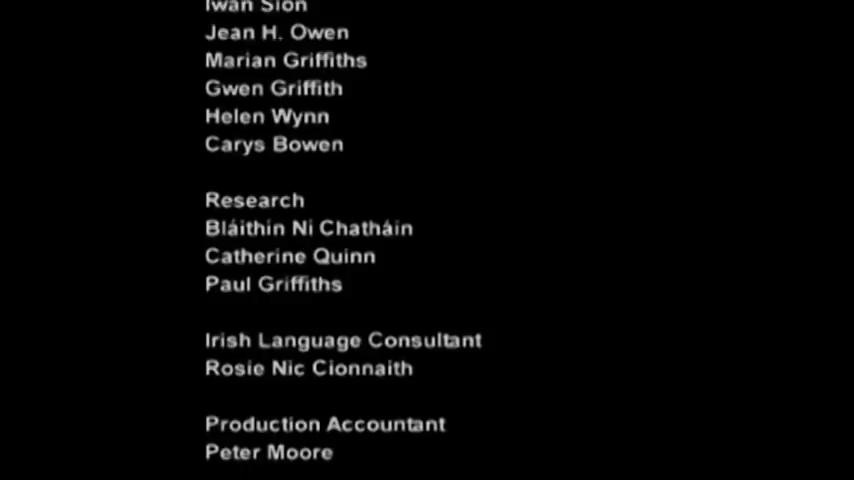 Iwan Sion
Jean H. Owen
Marian Griffiths
Gwen Griffith
Helen Wynn
Carys Bowen
Research
Bláithín Ní Chatháin
Catherine Quinn
Paul Griffiths
Irish Language Consultant
Rosie Nic Cionnaith
Production Accountant
Peter Moore